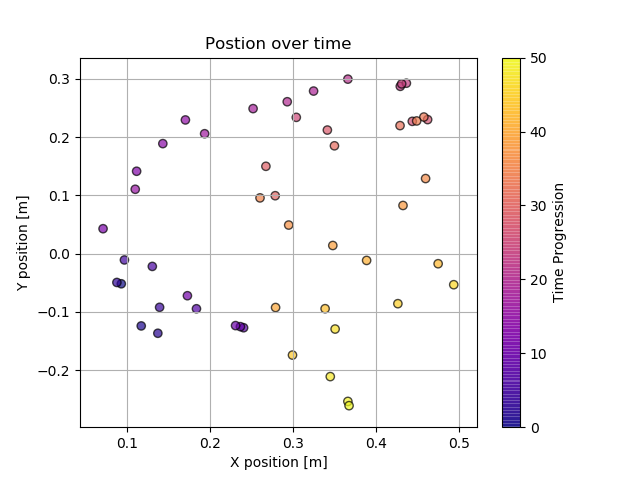 Postion over time
Y position [m]
0.3
0.2
0.1
0.0
−0.1
−0.2
0.1 0.2 0.3 0.4 0.5
X position [m]
50
40
30
20
10
0
Time Progression